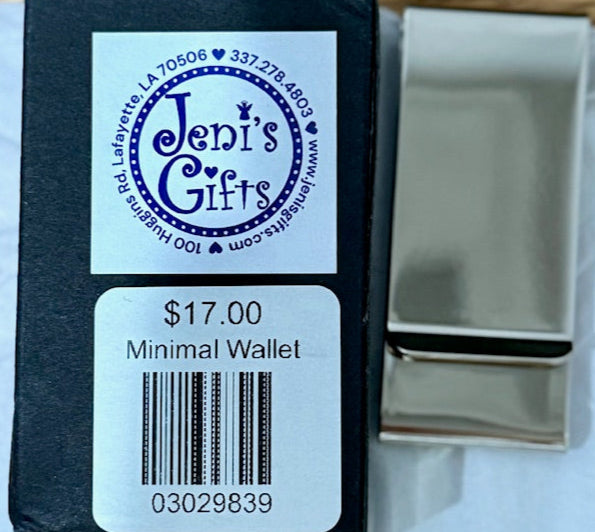 100 Huggins Rd, Lafayette, LA 70506 ♥ 337.278.4803 ♥ www.jenisgifts.com ♥
Jeni's
Gifts
$17.00
Minimal Wallet
03029839